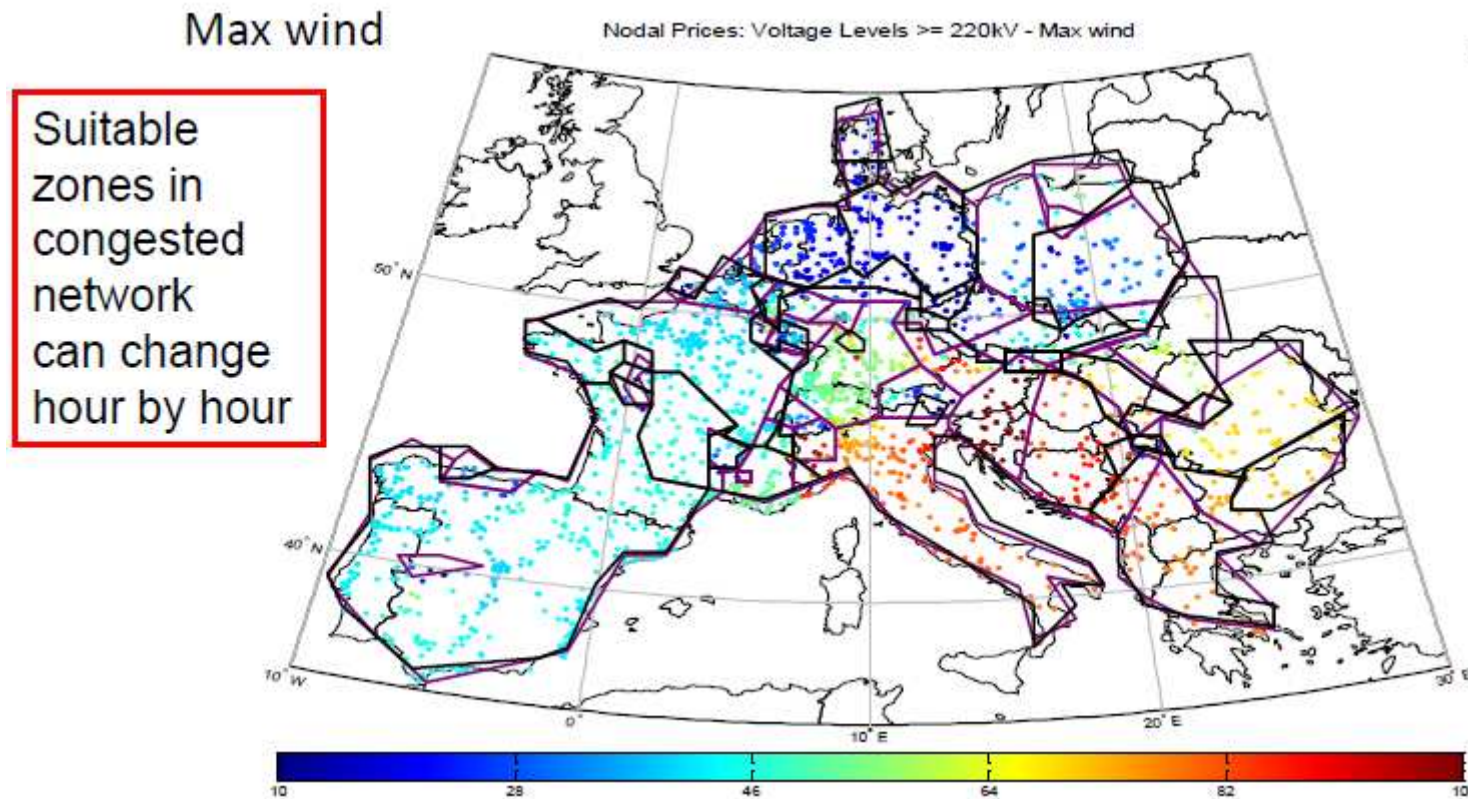 Max wind
Nodal Prices: Voltage Levels >= 220kV - Max wind
Suitable
zones in
congested
network
can change
hour by hour
50° N
40° N
10° W
0°
10° E
20° E
30° E
10
28
46
64
82
10